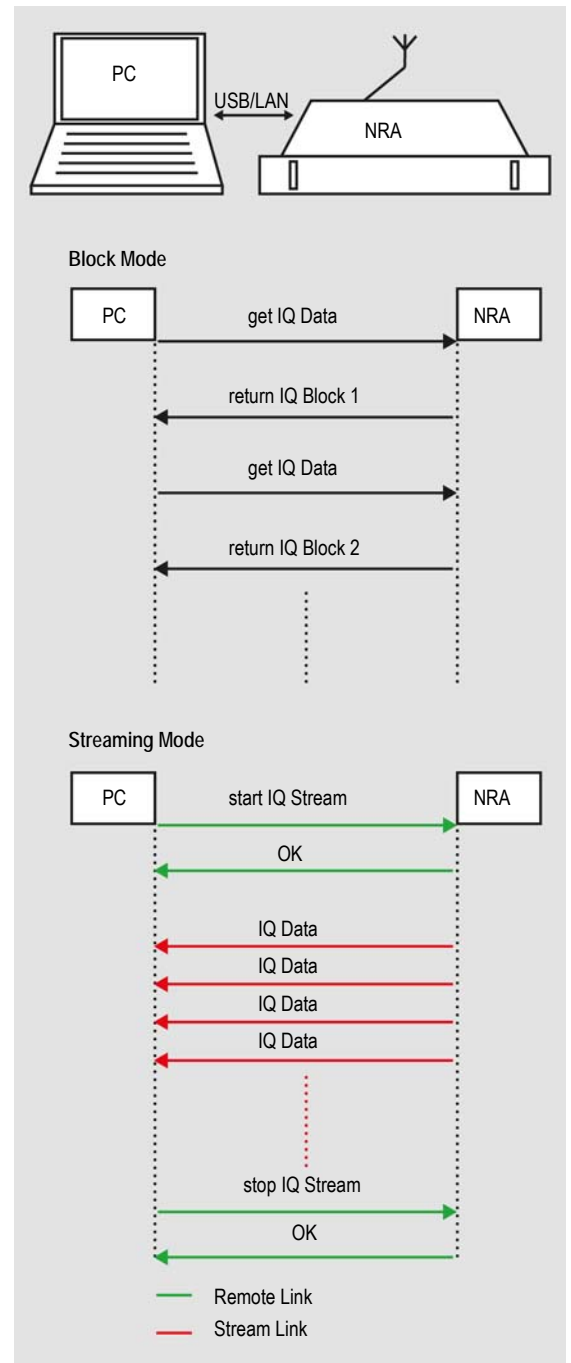 PC
USB/LAN
NRA
Block Mode
PC
get IQ Data
NRA
return IQ Block 1
get IQ Data
return IQ Block 2
Streaming Mode
PC
start IQ Stream
NRA
OK
IQ Data
IQ Data
IQ Data
IQ Data
stop IQ Stream
OK
Remote Link
Stream Link